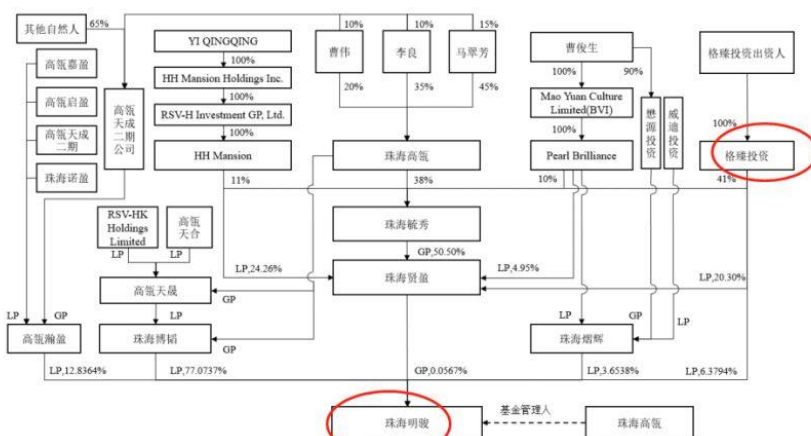 其他自然人
65%
10%
10%
15%
高瓴嘉盈
高瓴启盈
高瓴天成
二期
珠海诺盈
高瓴天成二期公司
YI QINGQING
100%
HH Mansion Holdings Inc.
100%
RSV-H Investment GP, Ltd.
100%
HH Mansion
11%
曹伟
李良
马翠芳
20%
35%
45%
珠海高瓴
38%
珠海毓秀
GP,50.50%
珠海贤盈
曹俊生
100%
90%
Mao Yuan Culture
Limited(BVI)
100%
Pearl Brilliance
10%
懋源投资
威迪投资
格臻投资出资人
100%
格臻投资
41%
RSV-HK
Holdings
Limited
高瓴
天合
LP
LP
LP,24.26%
LP,4.95%
LP,20.30%
高瓴天晟
GP
LP
GP
LP
GP
LP
GP
LP
高瓴瀚盈
珠海博韬
珠海熠辉
LP,12.8364%
LP,77.0737%
GP,0.0567%
LP,3.6538%
LP,6.3794%
珠海明骏
基金管理人
珠海高瓴